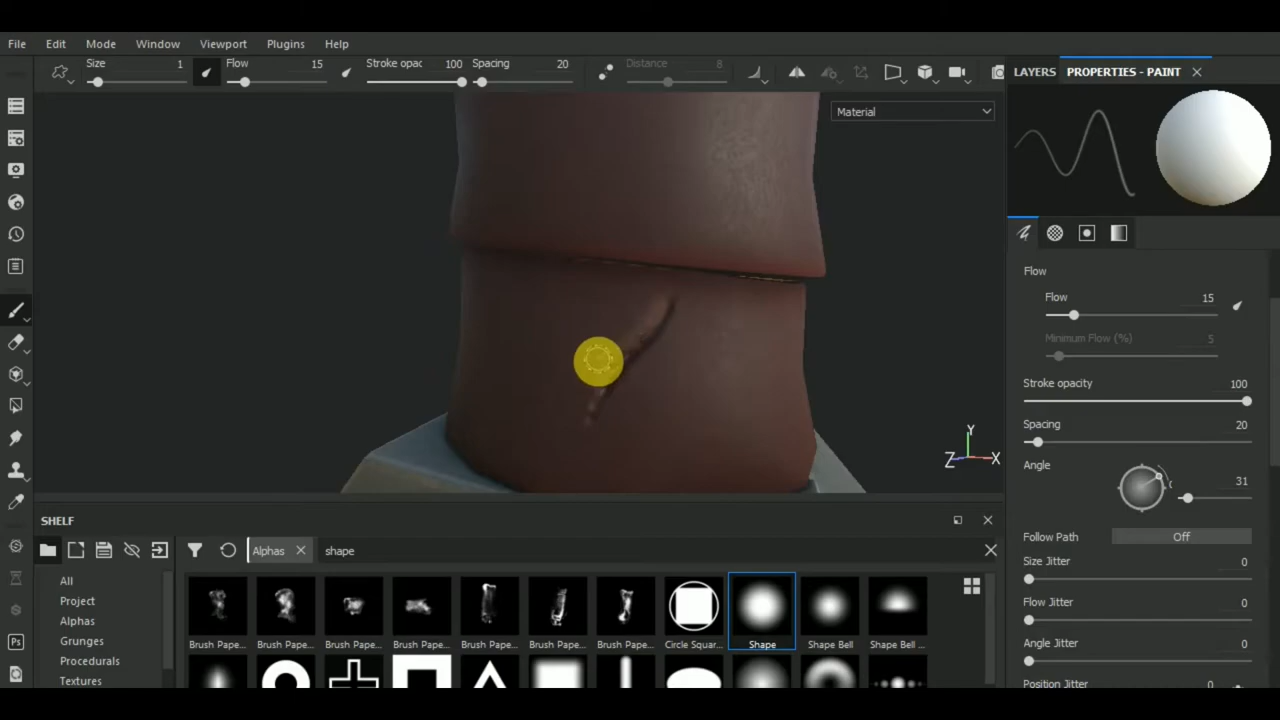 File Edit Mode Window Viewport Plugins Help
Size 1 Flow 15 Stroke opac 100 Spacing 20 Distance 8
LAYERS PROPERTIES - PAINT
Material
Flow
Flow 15
Minimum Flow (%) 5
Stroke opacity 100
Spacing 20
Angle 31
Follow Path Off
Size Jitter 0
Flow Jitter 0
Angle Jitter 0
Position Jitter 0
Y
Z X
SHELF
Alphas shape
All
Project
Alphas
Grunges
Procedurals
Textures
Brush Pape... Brush Pape... Brush Pape... Brush Pape... Brush Pape... Brush Pape... Brush Pape... Circle Squar... Shape Shape Bell Shape Bell ...
Ps